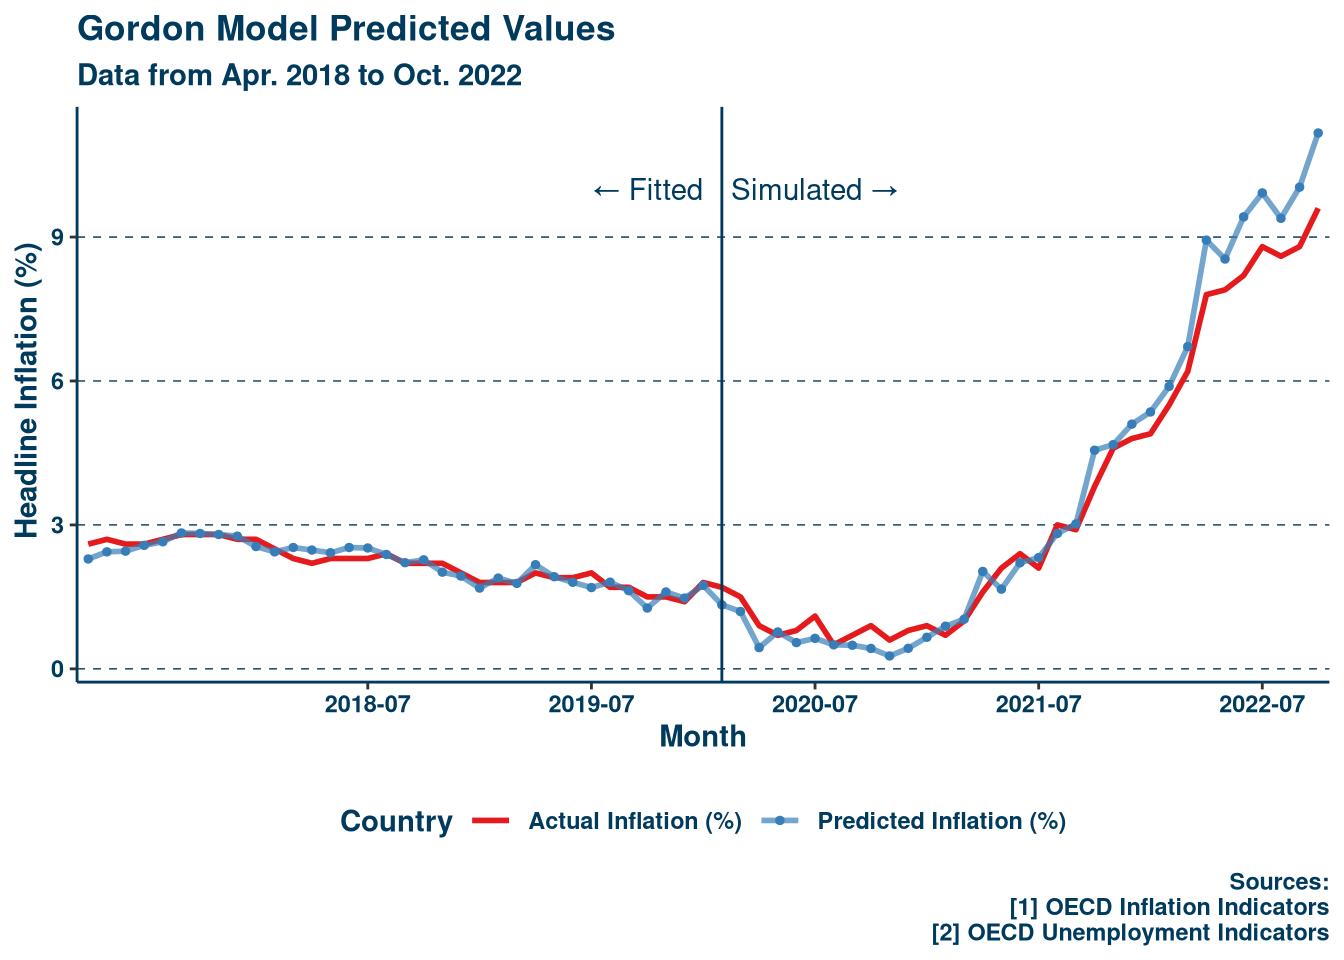 Gordon Model Predicted Values
Data from Apr. 2018 to Oct. 2022
← Fitted
Simulated →
Headline Inflation (%)
9
6
3
0
2018-07
2019-07
2020-07
2021-07
2022-07
Month
Country
Actual Inflation (%)
Predicted Inflation (%)
Sources:
[1] OECD Inflation Indicators
[2] OECD Unemployment Indicators